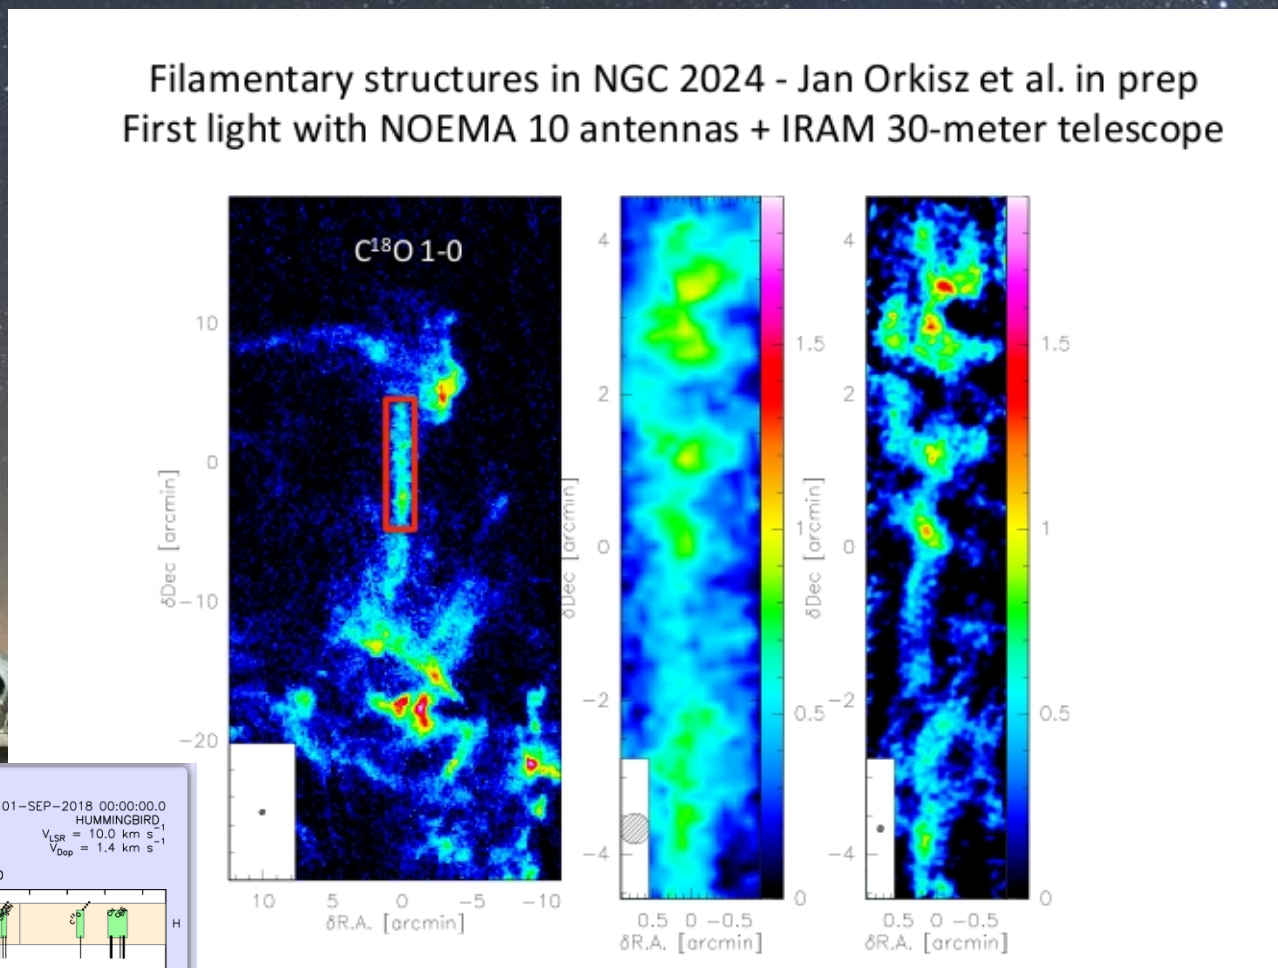 Filamentary structures in NGC 2024 - Jan Orkisz et al. in prep
First light with NOEMA 10 antennas + IRAM 30-meter telescope
C¹⁸O 1-0
10
0
−10
−20
δDec [arcmin]
10 5 0 −5 −10
δR.A. [arcmin]
4
2
0
−2
−4
δDec [arcmin]
0.5 0 −0.5
δR.A. [arcmin]
1.5
1
0.5
0
4
2
0
−2
−4
δDec [arcmin]
0.5 0 −0.5
δR.A. [arcmin]
1.5
1
0.5
0
01-SEP-2018 00:00:00.0
HUMMINGBIRD
V_LSR = 10.0 km s⁻¹
V_Dop = 1.4 km s⁻¹
H